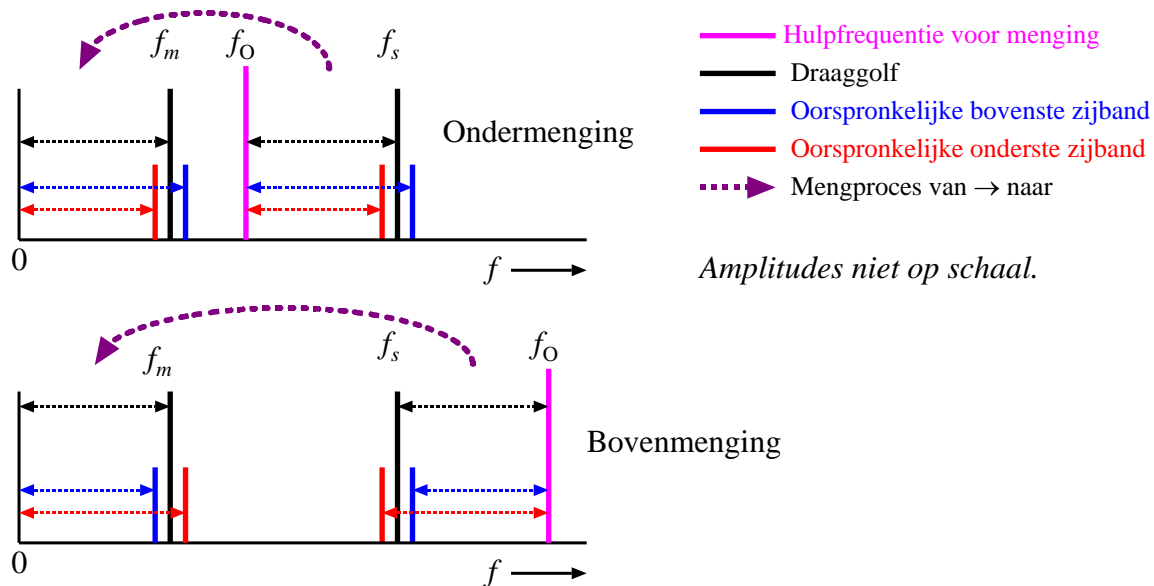 f_m f_O f_s
Ondermenging
0
f
Hulpfrequentie voor menging
Draaggolf
Oorspronkelijke bovenste zijband
Oorspronkelijke onderste zijband
Mengproces van → naar
Amplitudes niet op schaal.
f_m f_s f_O
Bovenmenging
0
f